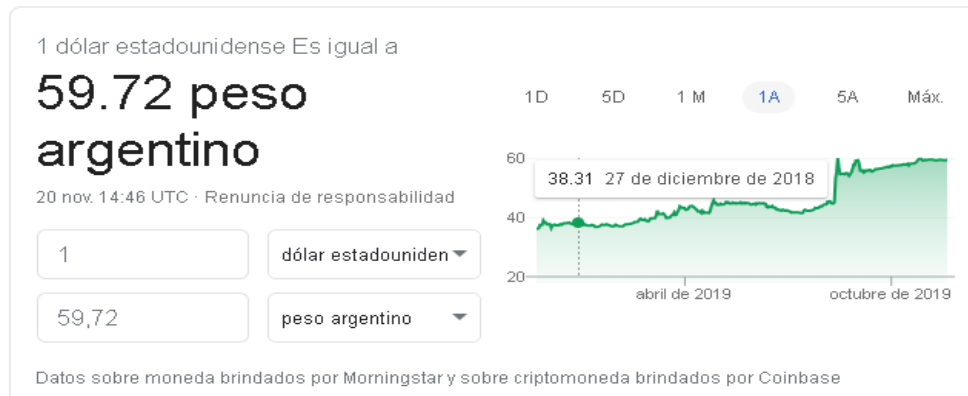 1 dólar estadounidense Es igual a
59.72 peso
argentino
20 nov. 14:46 UTC · Renuncia de responsabilidad
1 dólar estadouniden
59,72 peso argentino
Datos sobre moneda brindados por Morningstar y sobre criptomoneda brindados por Coinbase
1D 5D 1 M 1A 5A Máx.
60
38.31 27 de diciembre de 2018
40
20
abril de 2019 octubre de 2019